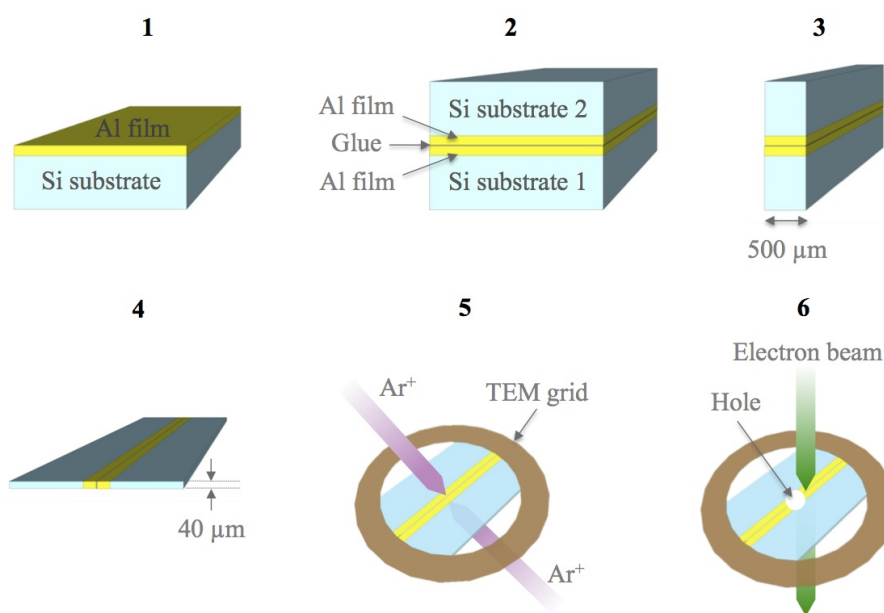 1
Al film
Si substrate
2
Al film
Glue
Al film
Si substrate 2
Si substrate 1
3
500 µm
4
40 µm
5
Ar⁺
TEM grid
Ar⁺
6
Electron beam
Hole